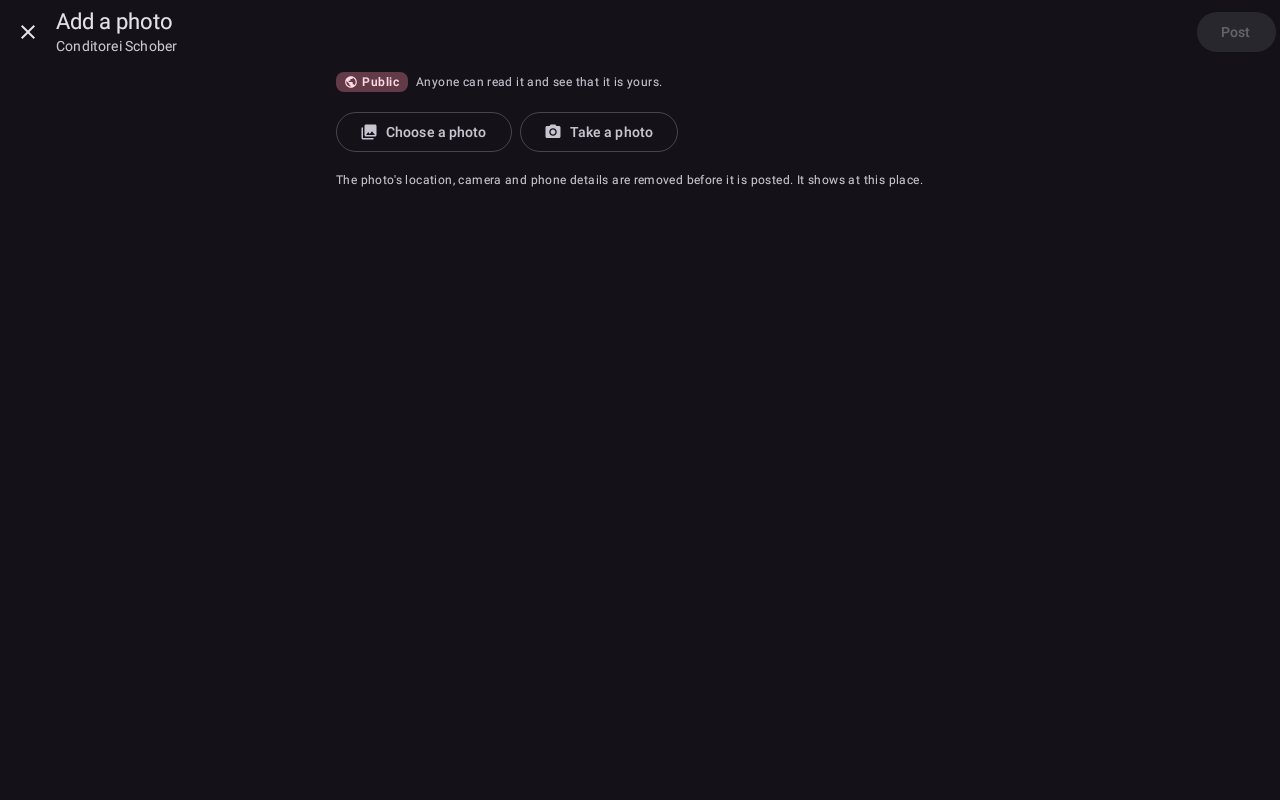 Add a photo
Conditorei Schober
Post
Public Anyone can read it and see that it is yours.
Choose a photo Take a photo
The photo's location, camera and phone details are removed before it is posted. It shows at this place.